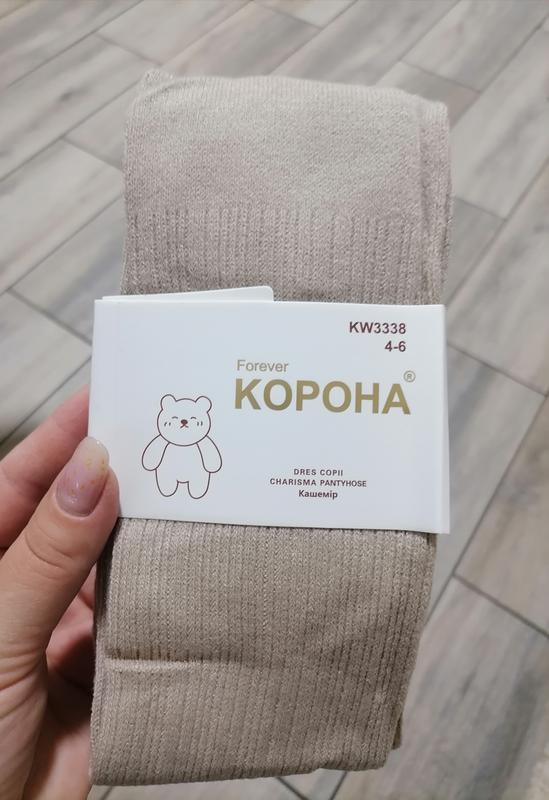 KW3338
4-6
Forever
КОРОНА®
DRES COPII
CHARISMA PANTYHOSE
Кашемір